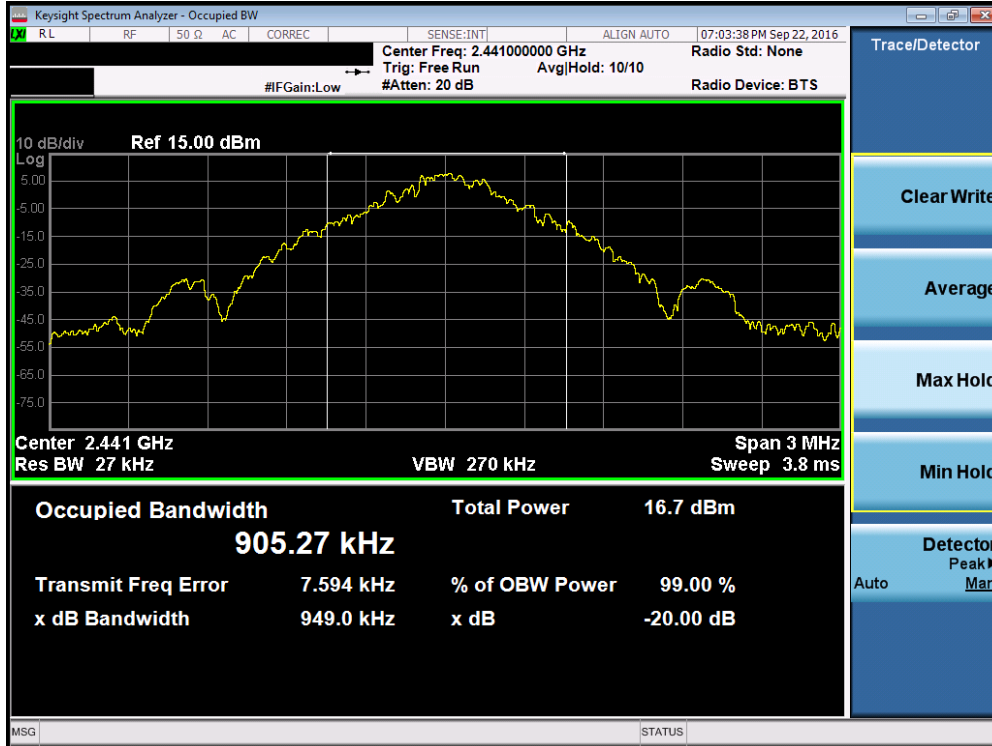 Keysight Spectrum Analyzer - Occupied BW
LXI RL RF 50 Ω AC CORREC SENSE:INT ALIGN AUTO 07:03:38 PM Sep 22, 2016
Center Freq: 2.441000000 GHz Radio Std: None
Trig: Free Run Avg|Hold: 10/10
#IFGain:Low #Atten: 20 dB Radio Device: BTS
Trace/Detector
10 dB/div Ref 15.00 dBm
Log
5.00
-5.00
-15.0
-25.0
-35.0
-45.0
-55.0
-65.0
-75.0
Center 2.441 GHz Span 3 MHz
Res BW 27 kHz VBW 270 kHz Sweep 3.8 ms
Occupied Bandwidth Total Power 16.7 dBm
905.27 kHz
Transmit Freq Error 7.594 kHz % of OBW Power 99.00 %
x dB Bandwidth 949.0 kHz x dB -20.00 dB
Clear Write
Average
Max Hold
Min Hold
Detector
Peak
Auto Man
MSG STATUS